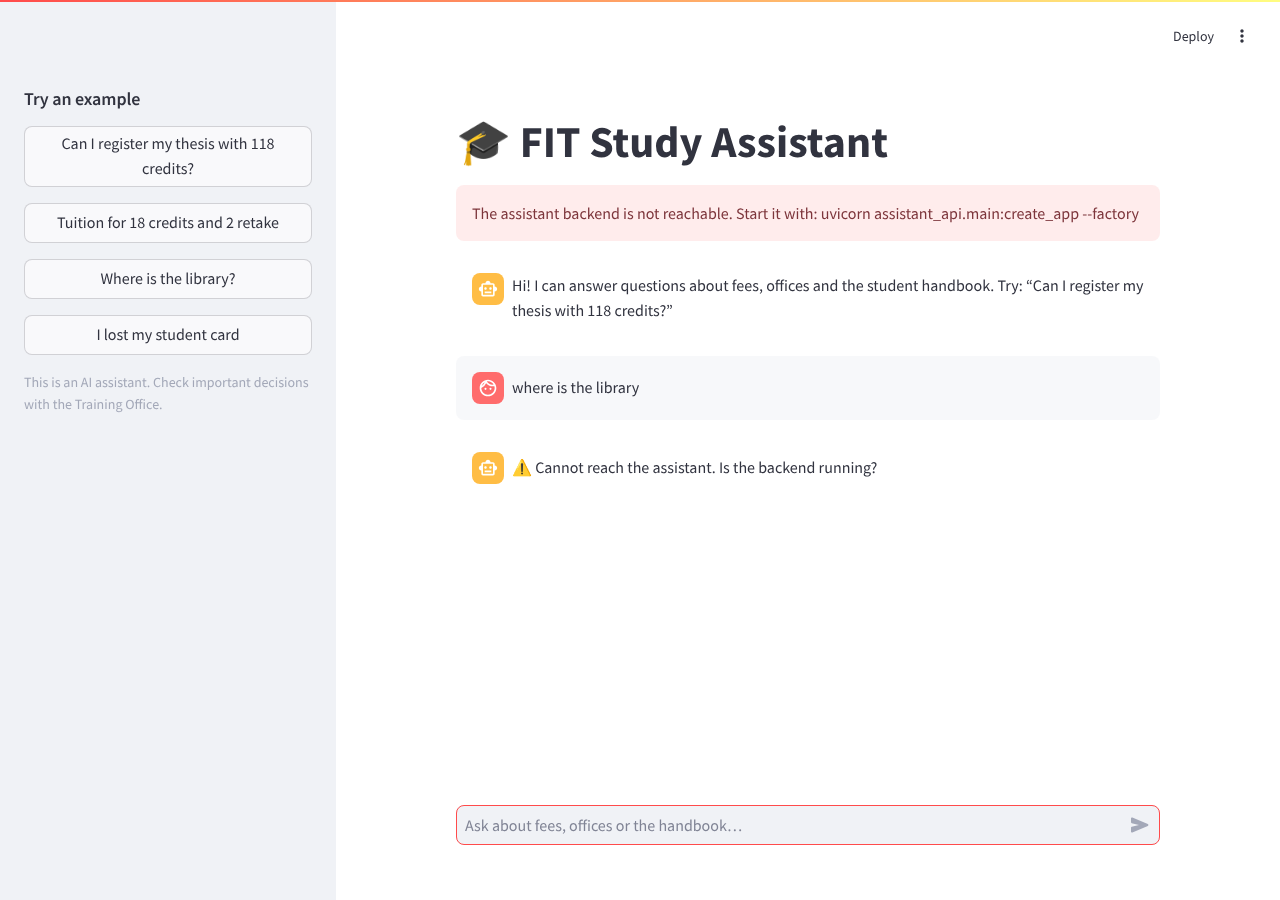 Deploy
Try an example
Can I register my thesis with 118
credits?
Tuition for 18 credits and 2 retake
Where is the library?
I lost my student card
This is an AI assistant. Check important decisions
with the Training Office.
🎓 FIT Study Assistant
The assistant backend is not reachable. Start it with: uvicorn assistant_api.main:create_app --factory
Hi! I can answer questions about fees, offices and the student handbook. Try: “Can I register my
thesis with 118 credits?”
where is the library
⚠️ Cannot reach the assistant. Is the backend running?
Ask about fees, offices or the handbook…